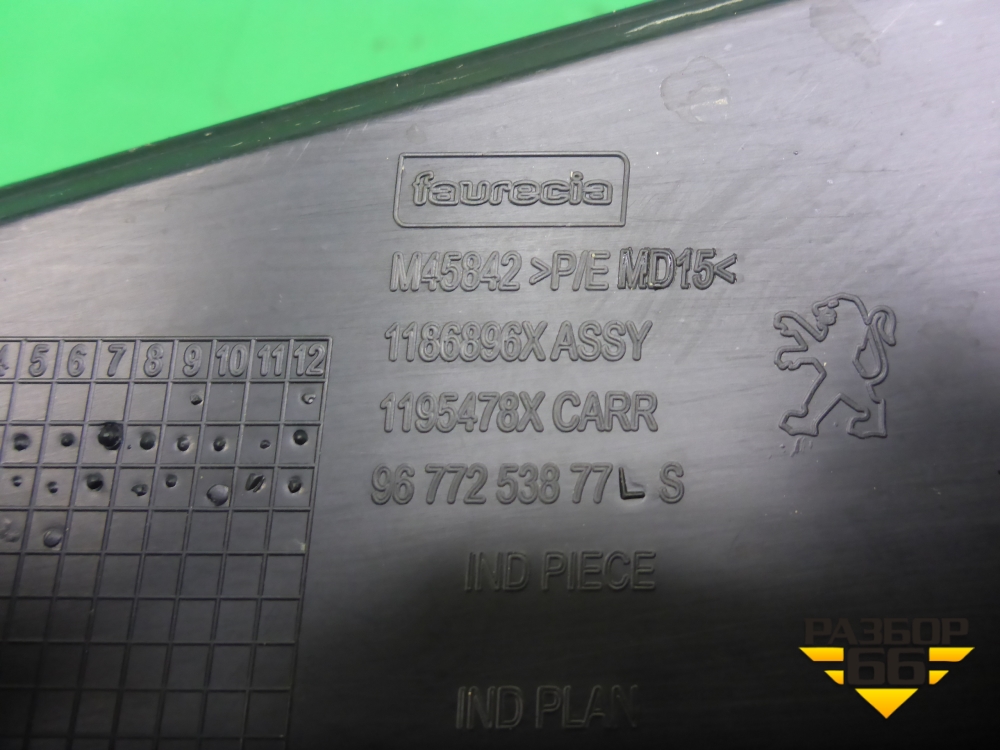 faurecia
M45842 >P/E MD15<
1186896X ASSY
4 5 6 7 8 9 10 11 12
1195478X CARR
96 772 538 77 L S
IND PIECE
IND PLAN
РАЗБОР
66